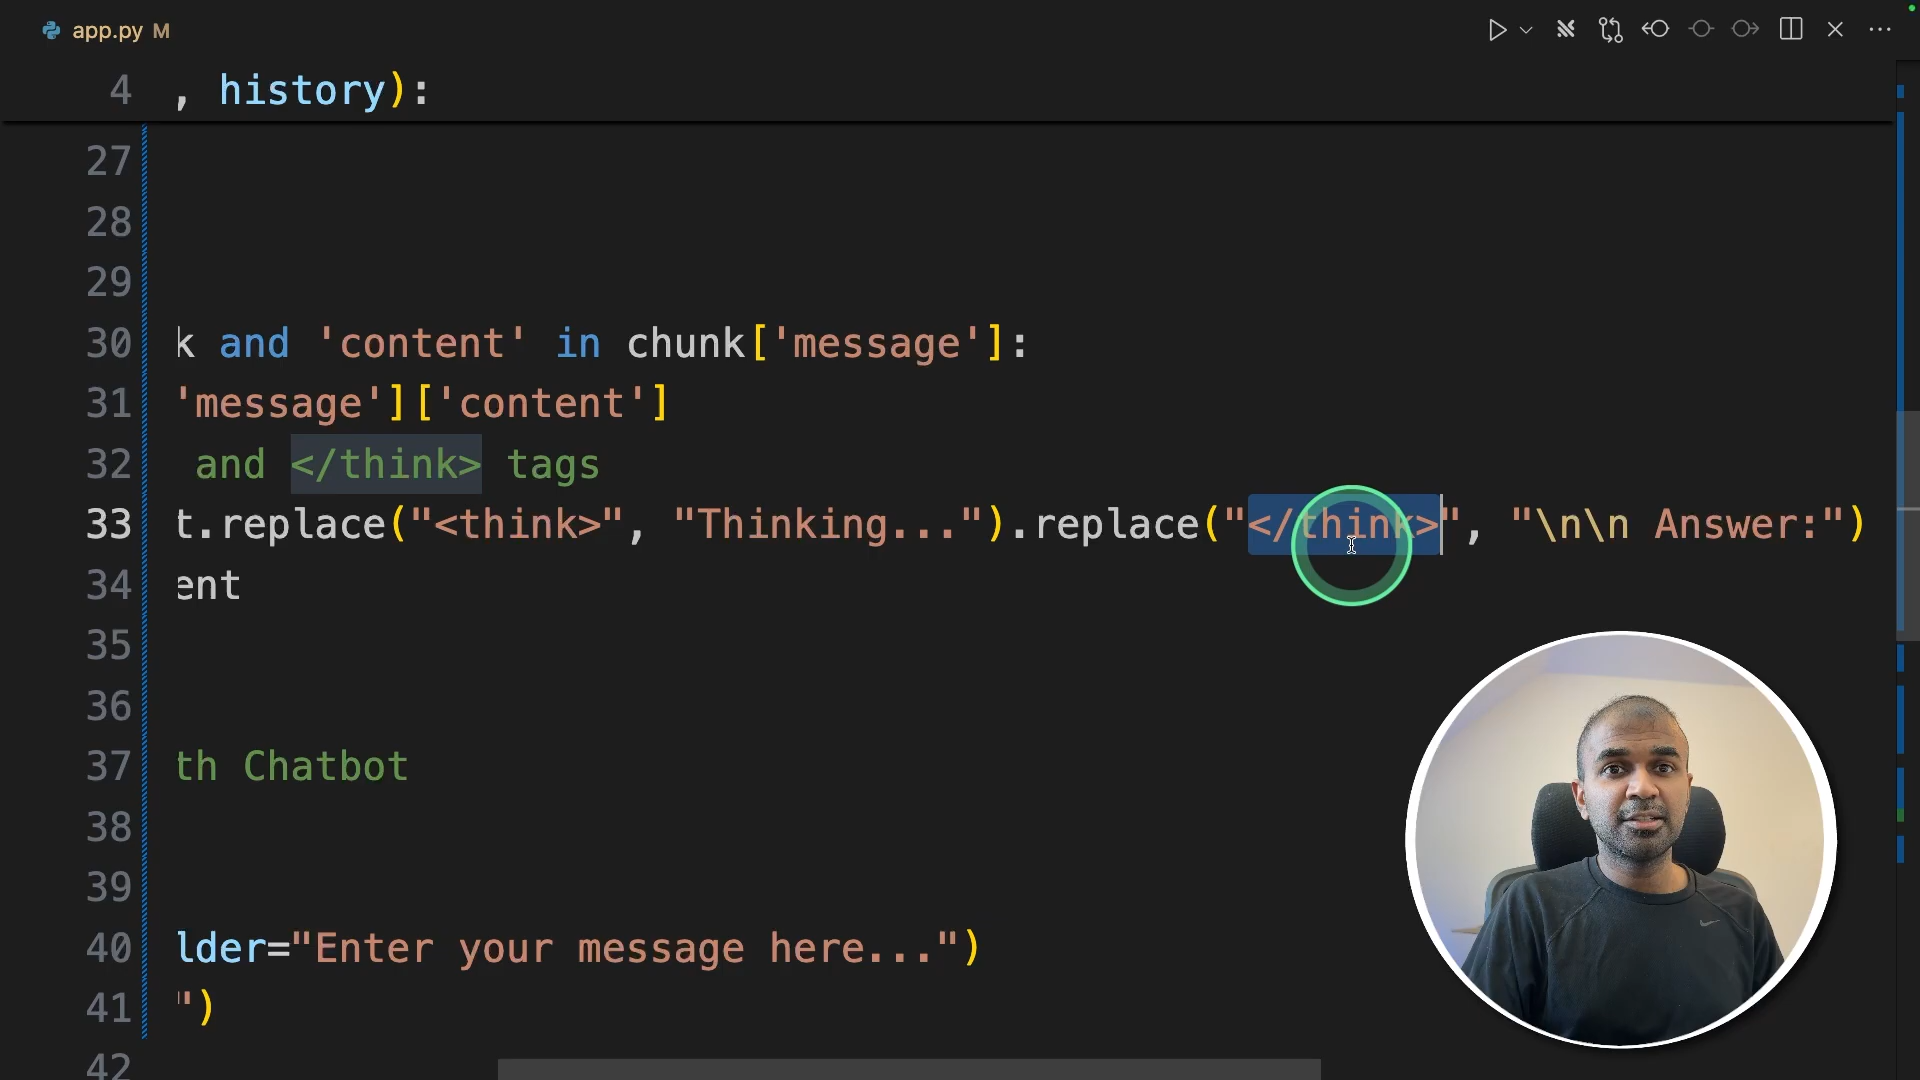 app.py M
4 , history):
27
28
29
30 k and 'content' in chunk['message']:
31 'message']['content']
32 and </think> tags
33 t.replace("<think>", "Thinking...").replace("</think>", "\n\n Answer:")
34 ent
35
36
37 th Chatbot
38
39
40 lder="Enter your message here...")
41 ")
42